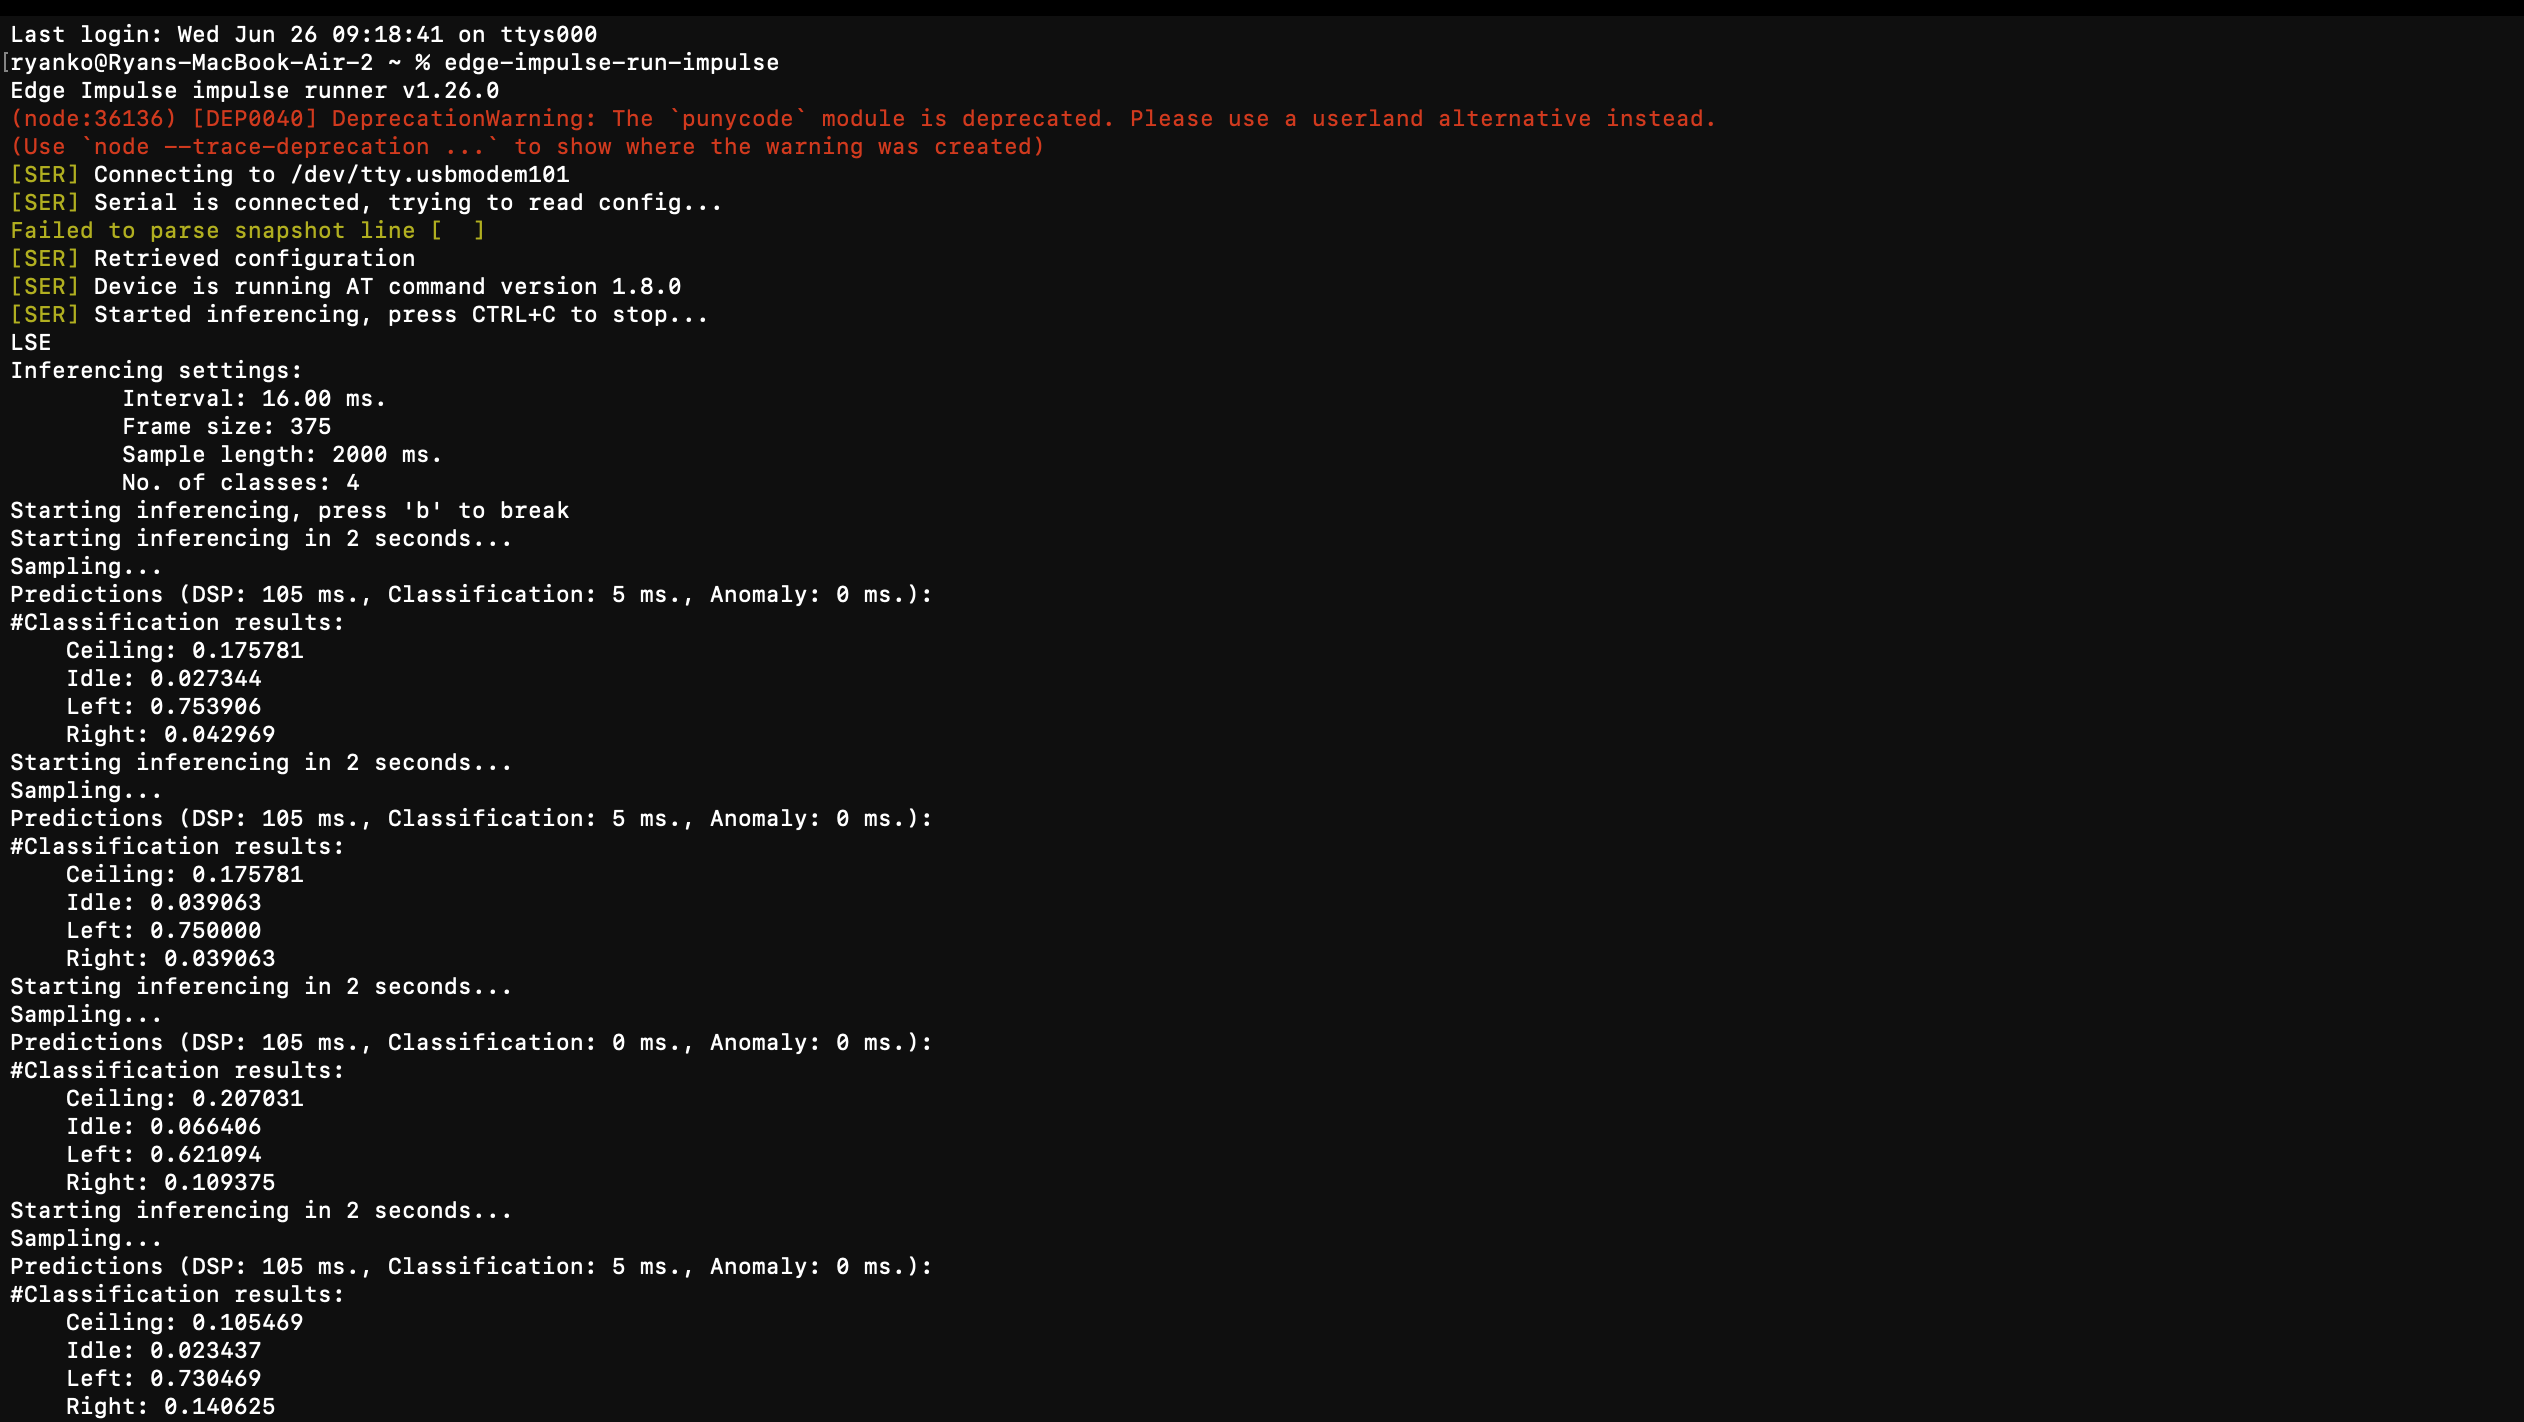 Last login: Wed Jun 26 09:18:41 on ttys000
[ryanko@Ryans-MacBook-Air-2 ~ % edge-impulse-run-impulse
Edge Impulse impulse runner v1.26.0
(node:36136) [DEP0040] DeprecationWarning: The `punycode` module is deprecated. Please use a userland alternative instead.
(Use `node --trace-deprecation ...` to show where the warning was created)
[SER] Connecting to /dev/tty.usbmodem101
[SER] Serial is connected, trying to read config...
Failed to parse snapshot line [  ]
[SER] Retrieved configuration
[SER] Device is running AT command version 1.8.0
[SER] Started inferencing, press CTRL+C to stop...
LSE
Inferencing settings:
        Interval: 16.00 ms.
        Frame size: 375
        Sample length: 2000 ms.
        No. of classes: 4
Starting inferencing, press 'b' to break
Starting inferencing in 2 seconds...
Sampling...
Predictions (DSP: 105 ms., Classification: 5 ms., Anomaly: 0 ms.):
#Classification results:
    Ceiling: 0.175781
    Idle: 0.027344
    Left: 0.753906
    Right: 0.042969
Starting inferencing in 2 seconds...
Sampling...
Predictions (DSP: 105 ms., Classification: 5 ms., Anomaly: 0 ms.):
#Classification results:
    Ceiling: 0.175781
    Idle: 0.039063
    Left: 0.750000
    Right: 0.039063
Starting inferencing in 2 seconds...
Sampling...
Predictions (DSP: 105 ms., Classification: 0 ms., Anomaly: 0 ms.):
#Classification results:
    Ceiling: 0.207031
    Idle: 0.066406
    Left: 0.621094
    Right: 0.109375
Starting inferencing in 2 seconds...
Sampling...
Predictions (DSP: 105 ms., Classification: 5 ms., Anomaly: 0 ms.):
#Classification results:
    Ceiling: 0.105469
    Idle: 0.023437
    Left: 0.730469
    Right: 0.140625